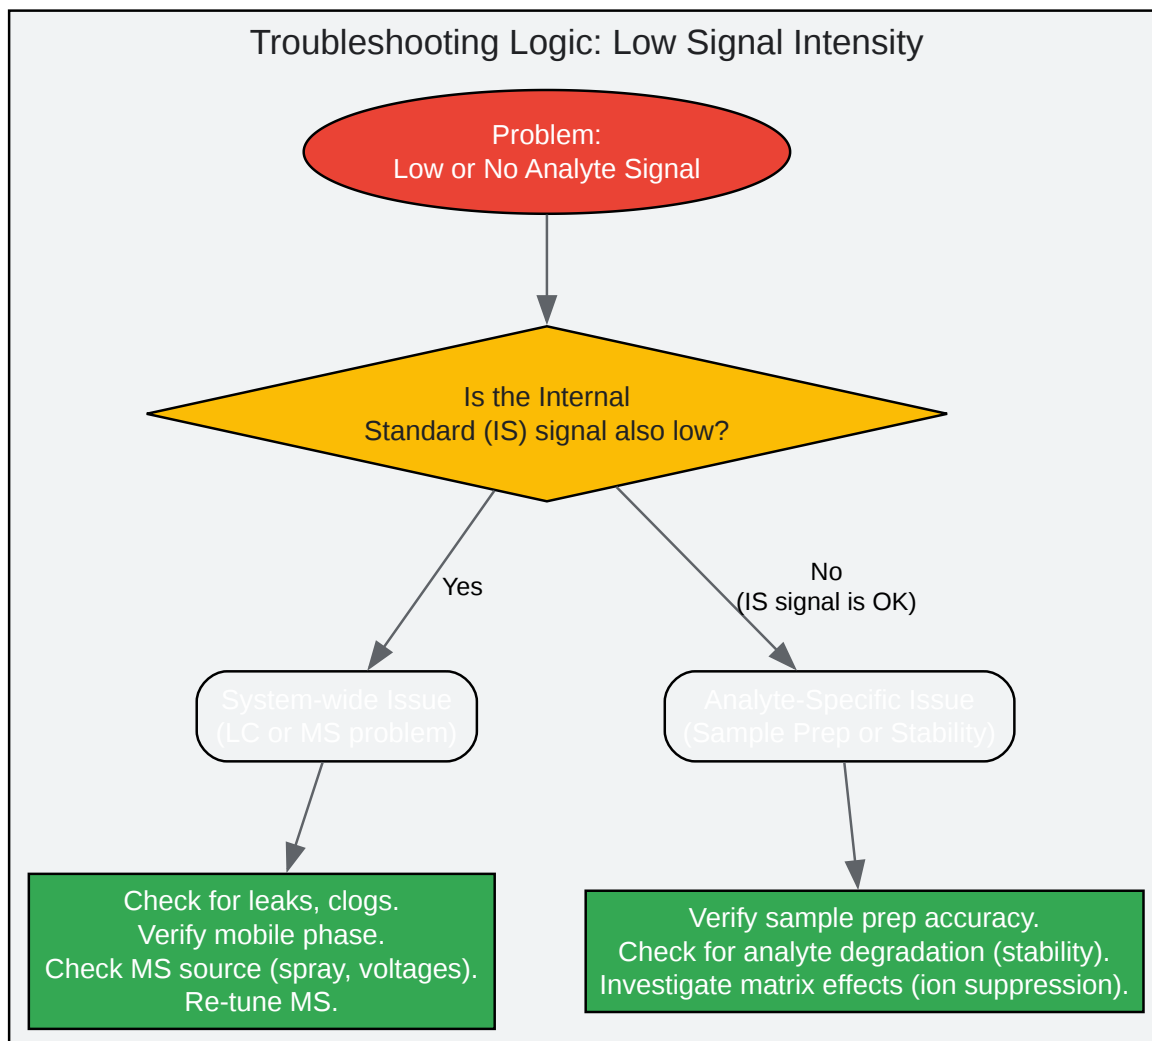 Troubleshooting Logic: Low Signal Intensity
Problem:
Low or No Analyte Signal
Is the Internal
Standard (IS) signal also low?
Yes
No
(IS signal is OK)
System-wide Issue
(LC or MS problem)
Analyte-Specific Issue
(Sample Prep or Stability)
Check for leaks, clogs.
Verify mobile phase.
Check MS source (spray, voltages).
Re-tune MS.
Verify sample prep accuracy.
Check for analyte degradation (stability).
Investigate matrix effects (ion suppression).